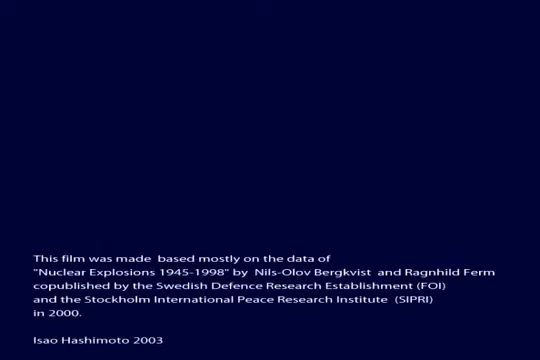 This film was made based mostly on the data of
"Nuclear Explosions 1945-1998" by Nils-Olov Bergkvist and Ragnhild Ferm
copublished by the Swedish Defence Research Establishment (FOI)
and the Stockholm International Peace Research Institute (SIPRI)
in 2000.
Isao Hashimoto 2003